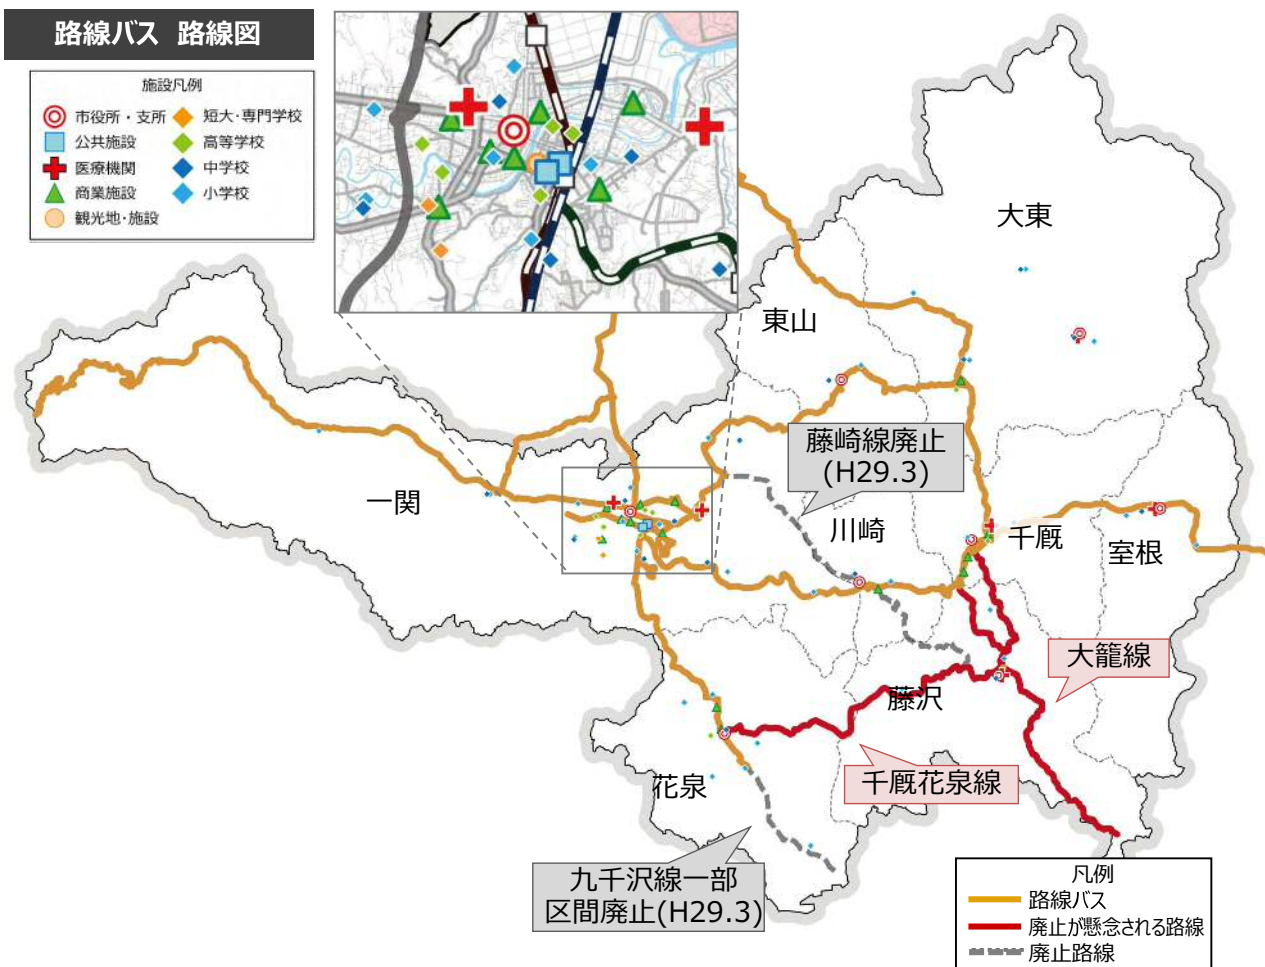 路線バス 路線図
施設凡例
市役所・支所
短大・専門学校
公共施設
高等学校
医療機関
中学校
商業施設
小学校
観光地・施設
大東
東山
藤崎線廃止
(H29.3)
一関
川崎
千厩
室根
大籠線
藤沢
千厩花泉線
花泉
九千沢線一部
区間廃止(H29.3)
凡例
路線バス
廃止が懸念される路線
廃止路線